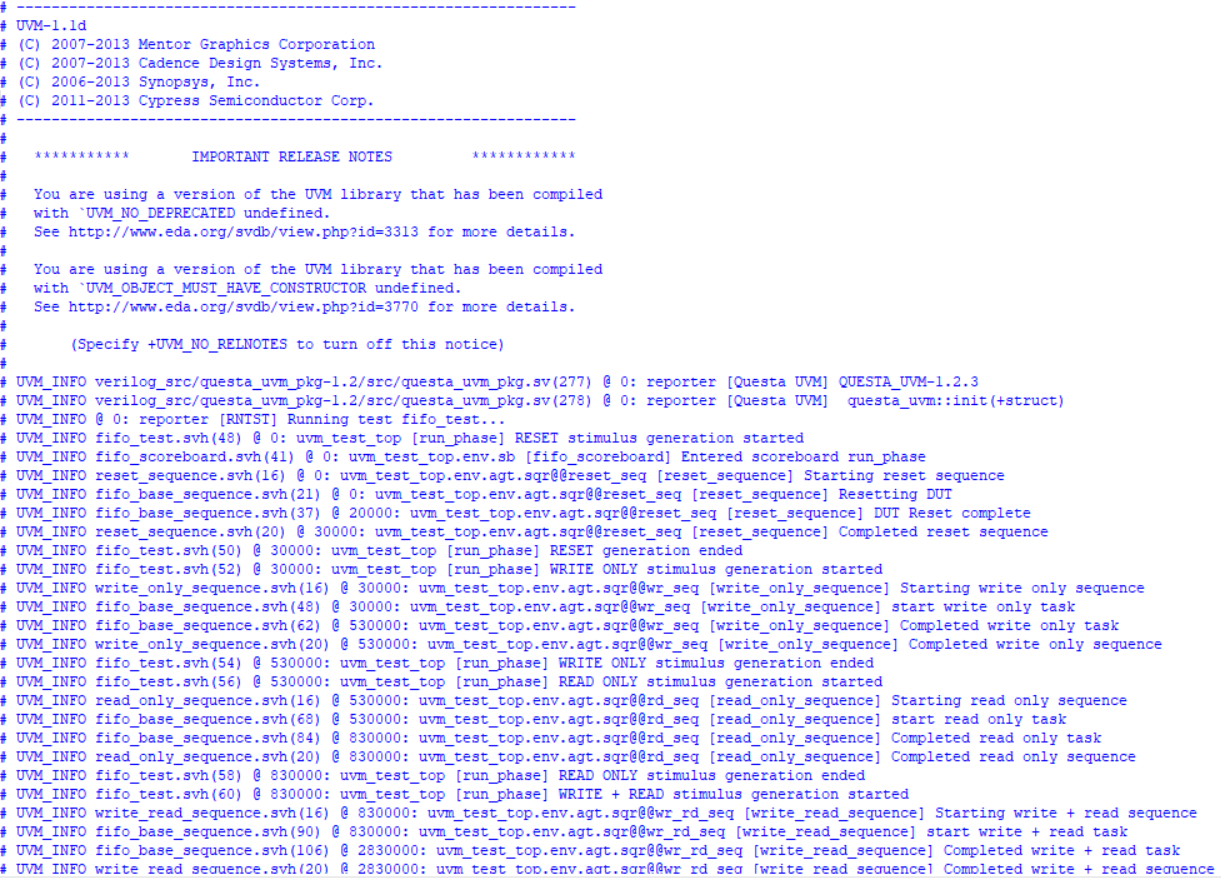 # ----------------------------------------------------------------
# UVM-1.1d
# (C) 2007-2013 Mentor Graphics Corporation
# (C) 2007-2013 Cadence Design Systems, Inc.
# (C) 2006-2013 Synopsys, Inc.
# (C) 2011-2013 Cypress Semiconductor Corp.
# ----------------------------------------------------------------
#
#   ***********       IMPORTANT RELEASE NOTES         ************
#
#   You are using a version of the UVM library that has been compiled
#   with `UVM_NO_DEPRECATED undefined.
#   See http://www.eda.org/svdb/view.php?id=3313 for more details.
#
#   You are using a version of the UVM library that has been compiled
#   with `UVM_OBJECT_MUST_HAVE_CONSTRUCTOR undefined.
#   See http://www.eda.org/svdb/view.php?id=3770 for more details.
#
#       (Specify +UVM_NO_RELNOTES to turn off this notice)
#
# UVM_INFO verilog_src/questa_uvm_pkg-1.2/src/questa_uvm_pkg.sv(277) @ 0: reporter [Questa UVM] QUESTA_UVM-1.2.3
# UVM_INFO verilog_src/questa_uvm_pkg-1.2/src/questa_uvm_pkg.sv(278) @ 0: reporter [Questa UVM]  questa_uvm::init(+struct)
# UVM_INFO @ 0: reporter [RNTST] Running test fifo_test...
# UVM_INFO fifo_test.svh(48) @ 0: uvm_test_top [run_phase] RESET stimulus generation started
# UVM_INFO fifo_scoreboard.svh(41) @ 0: uvm_test_top.env.sb [fifo_scoreboard] Entered scoreboard run_phase
# UVM_INFO reset_sequence.svh(16) @ 0: uvm_test_top.env.agt.sqr@@reset_seq [reset_sequence] Starting reset sequence
# UVM_INFO fifo_base_sequence.svh(21) @ 0: uvm_test_top.env.agt.sqr@@reset_seq [reset_sequence] Resetting DUT
# UVM_INFO fifo_base_sequence.svh(37) @ 20000: uvm_test_top.env.agt.sqr@@reset_seq [reset_sequence] DUT Reset complete
# UVM_INFO reset_sequence.svh(20) @ 30000: uvm_test_top.env.agt.sqr@@reset_seq [reset_sequence] Completed reset sequence
# UVM_INFO fifo_test.svh(50) @ 30000: uvm_test_top [run_phase] RESET generation ended
# UVM_INFO fifo_test.svh(52) @ 30000: uvm_test_top [run_phase] WRITE ONLY stimulus generation started
# UVM_INFO write_only_sequence.svh(16) @ 30000: uvm_test_top.env.agt.sqr@@wr_seq [write_only_sequence] Starting write only sequence
# UVM_INFO fifo_base_sequence.svh(48) @ 30000: uvm_test_top.env.agt.sqr@@wr_seq [write_only_sequence] start write only task
# UVM_INFO fifo_base_sequence.svh(62) @ 530000: uvm_test_top.env.agt.sqr@@wr_seq [write_only_sequence] Completed write only task
# UVM_INFO write_only_sequence.svh(20) @ 530000: uvm_test_top.env.agt.sqr@@wr_seq [write_only_sequence] Completed write only sequence
# UVM_INFO fifo_test.svh(54) @ 530000: uvm_test_top [run_phase] WRITE ONLY stimulus generation ended
# UVM_INFO fifo_test.svh(56) @ 530000: uvm_test_top [run_phase] READ ONLY stimulus generation started
# UVM_INFO read_only_sequence.svh(16) @ 530000: uvm_test_top.env.agt.sqr@@rd_seq [read_only_sequence] Starting read only sequence
# UVM_INFO fifo_base_sequence.svh(68) @ 530000: uvm_test_top.env.agt.sqr@@rd_seq [read_only_sequence] start read only task
# UVM_INFO fifo_base_sequence.svh(84) @ 830000: uvm_test_top.env.agt.sqr@@rd_seq [read_only_sequence] Completed read only task
# UVM_INFO read_only_sequence.svh(20) @ 830000: uvm_test_top.env.agt.sqr@@rd_seq [read_only_sequence] Completed read only sequence
# UVM_INFO fifo_test.svh(58) @ 830000: uvm_test_top [run_phase] READ ONLY stimulus generation ended
# UVM_INFO fifo_test.svh(60) @ 830000: uvm_test_top [run_phase] WRITE + READ stimulus generation started
# UVM_INFO write_read_sequence.svh(16) @ 830000: uvm_test_top.env.agt.sqr@@wr_rd_seq [write_read_sequence] Starting write + read sequence
# UVM_INFO fifo_base_sequence.svh(90) @ 830000: uvm_test_top.env.agt.sqr@@wr_rd_seq [write_read_sequence] start write + read task
# UVM_INFO fifo_base_sequence.svh(106) @ 2830000: uvm_test_top.env.agt.sqr@@wr_rd_seq [write_read_sequence] Completed write + read task
# UVM_INFO write_read_sequence.svh(20) @ 2830000: uvm_test_top.env.agt.sqr@@wr_rd_seq [write_read_sequence] Completed write + read sequence